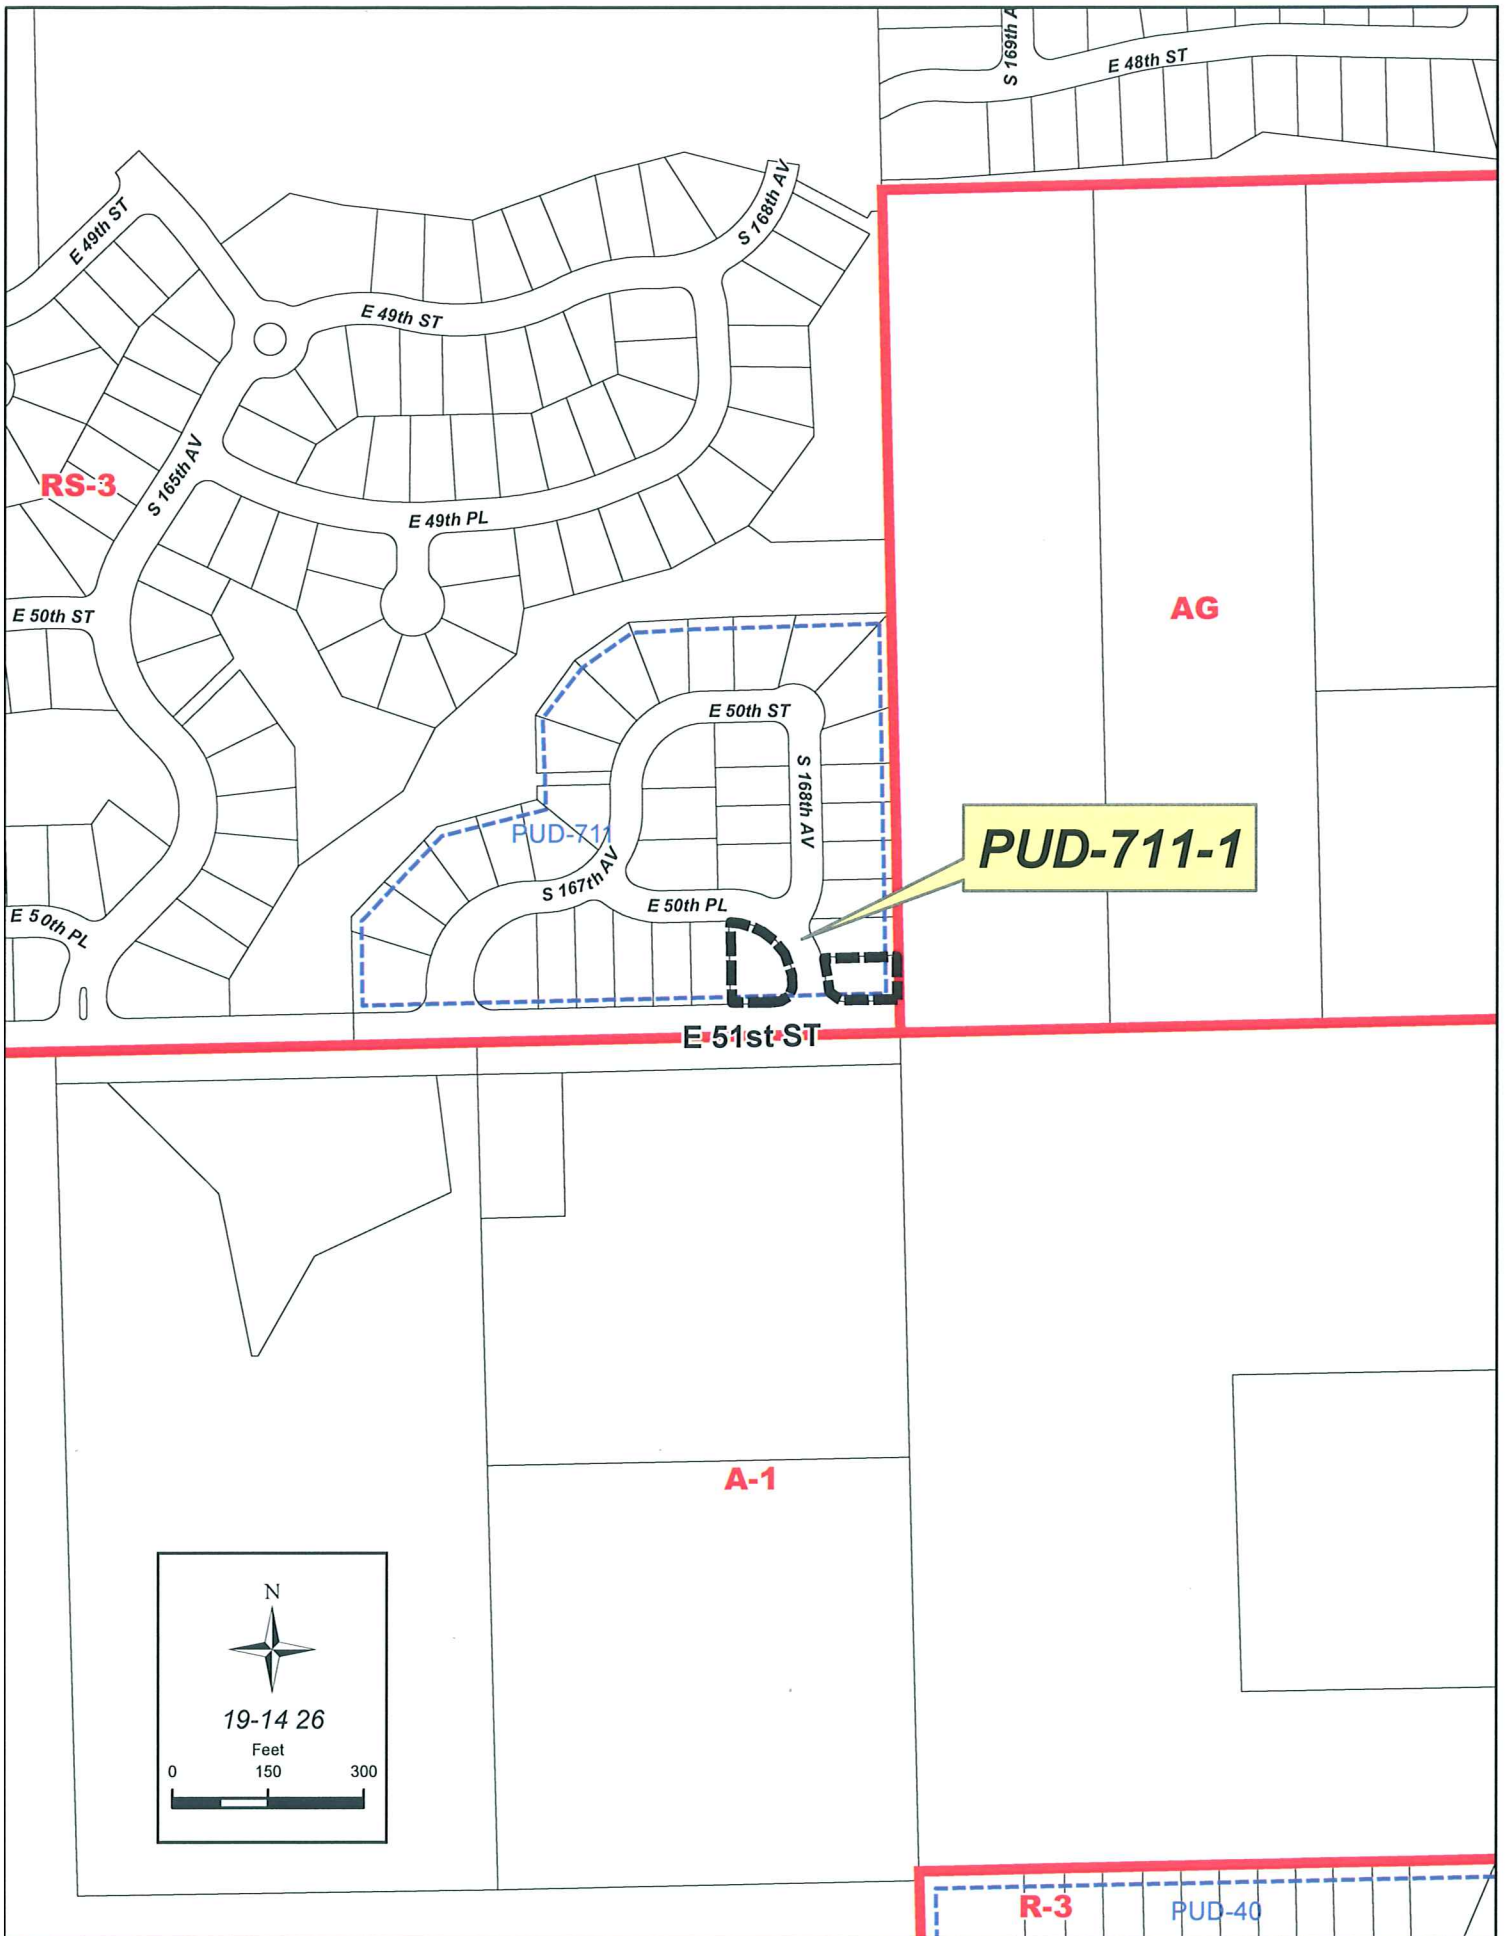 S 169th A
E 48th ST
E 49th ST
S 168th AV
E 49th ST
RS-3
S 165th AV
E 49th PL
E 50th ST
AG
E 50th ST
S 168th AV
PUD-711
PUD-711-1
S 167th AV
E 50th PL
E 50th PL
E 51st ST
A-1
N
19-14 26
Feet
0 150 300
R-3
PUD-40